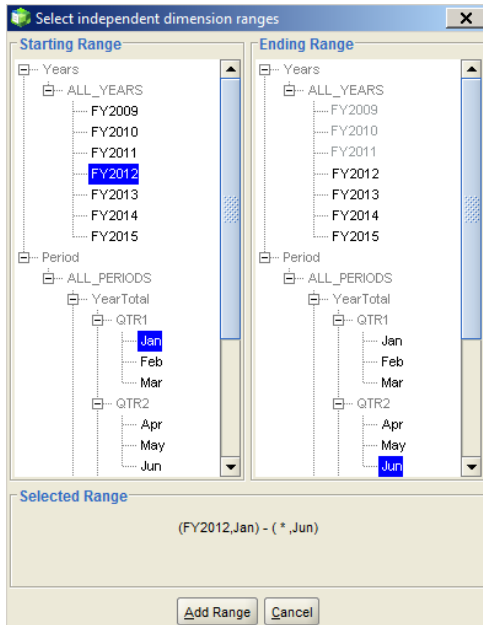 Select independent dimension ranges
Starting Range
Years
ALL_YEARS
FY2009
FY2010
FY2011
FY2012
FY2013
FY2014
FY2015
Period
ALL_PERIODS
YearTotal
QTR1
Jan
Feb
Mar
QTR2
Apr
May
Jun
Ending Range
Years
ALL_YEARS
FY2009
FY2010
FY2011
FY2012
FY2013
FY2014
FY2015
Period
ALL_PERIODS
YearTotal
QTR1
Jan
Feb
Mar
QTR2
Apr
May
Jun
Selected Range
(FY2012,Jan) - ( * ,Jun)
Add Range Cancel